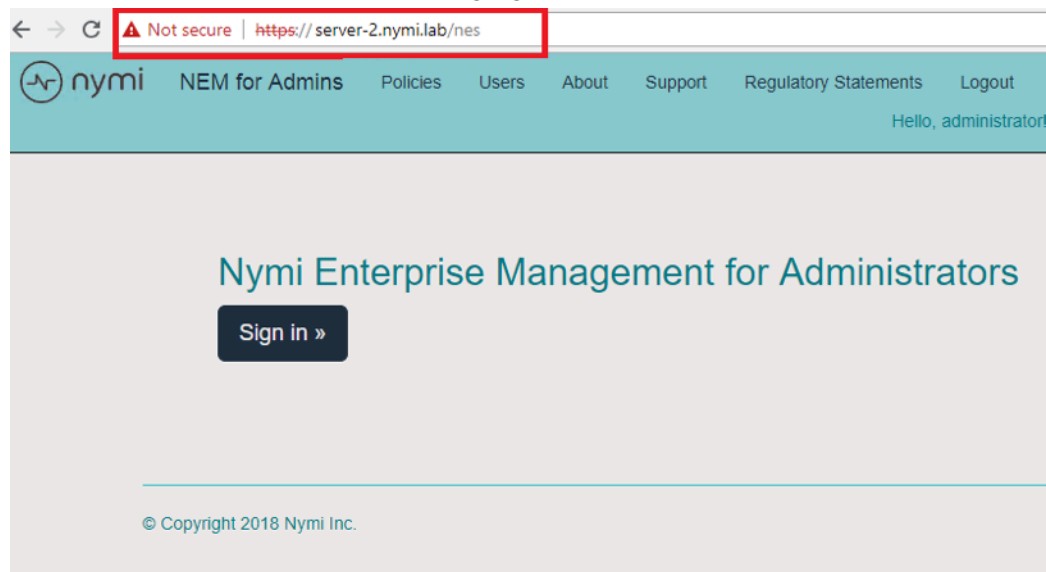 Not secure | https://server-2.nymi.lab/nes
nymi NEM for Admins Policies Users About Support Regulatory Statements Logout
Hello, administrator!
Nymi Enterprise Management for Administrators
Sign in »
© Copyright 2018 Nymi Inc.